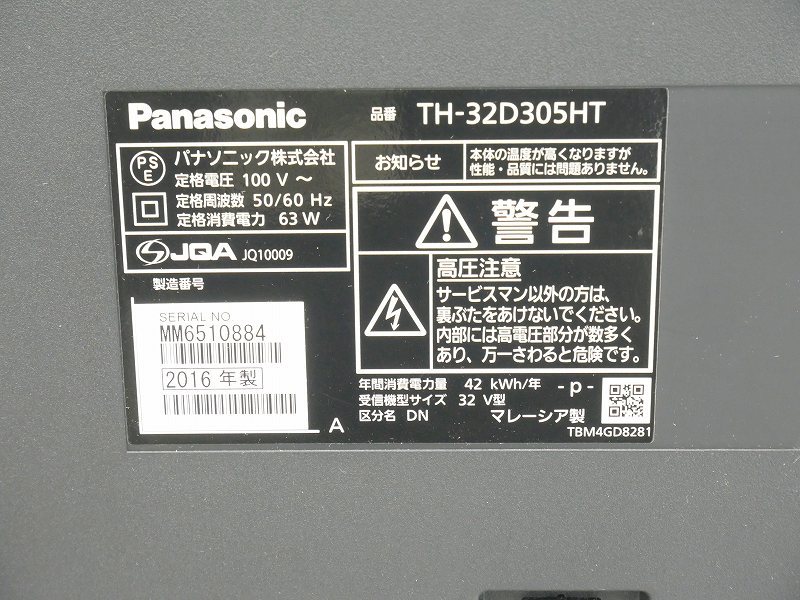 Panasonic
品番 TH-32D305HT
PS
E
パナソニック株式会社
定格電圧 100 V ～
定格周波数 50/60 Hz
定格消費電力 63 W
JQA JQ10009
製造番号
SERIAL NO.
MM6510884
2016 年製
A
お知らせ
本体の温度が高くなりますが
性能・品質には問題ありません。
警告
高圧注意
サービスマン以外の方は、
裏ぶたをあけないでください。
内部には高電圧部分が数多く
あり、万一さわると危険です。
年間消費電力量 42 kWh/年
受信機型サイズ 32 V型
区分名 DN
-p-
マレーシア製
TBM4GD8281